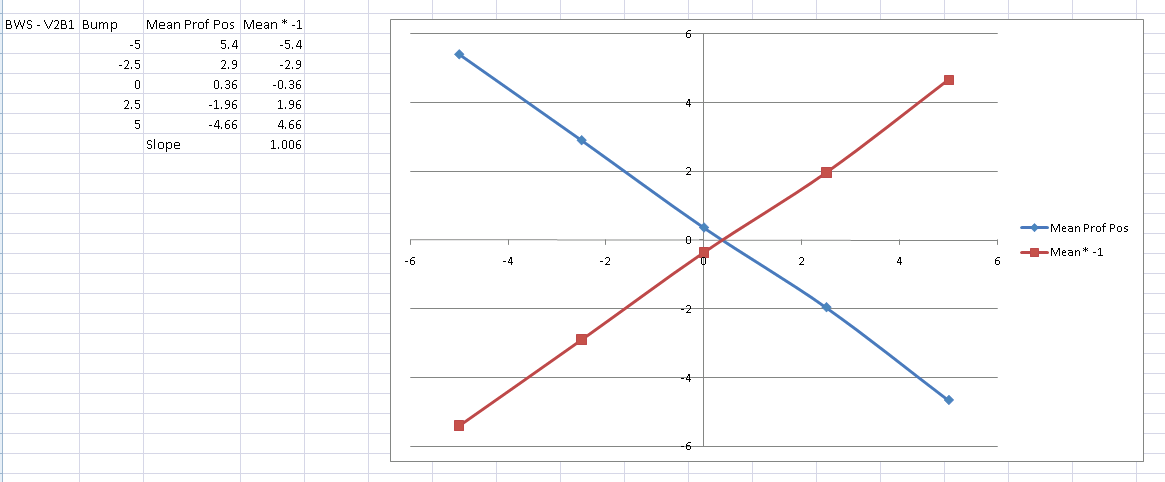 BWS - V2B1 Bump Mean Prof Pos Mean * -1
-5 5.4 -5.4
-2.5 2.9 -2.9
0 0.36 -0.36
2.5 -1.96 1.96
5 -4.66 4.66
Slope 1.006
6
4
2
0
-6 -4 -2 0 2 4 6
-2
-4
-6
Mean Prof Pos
Mean * -1